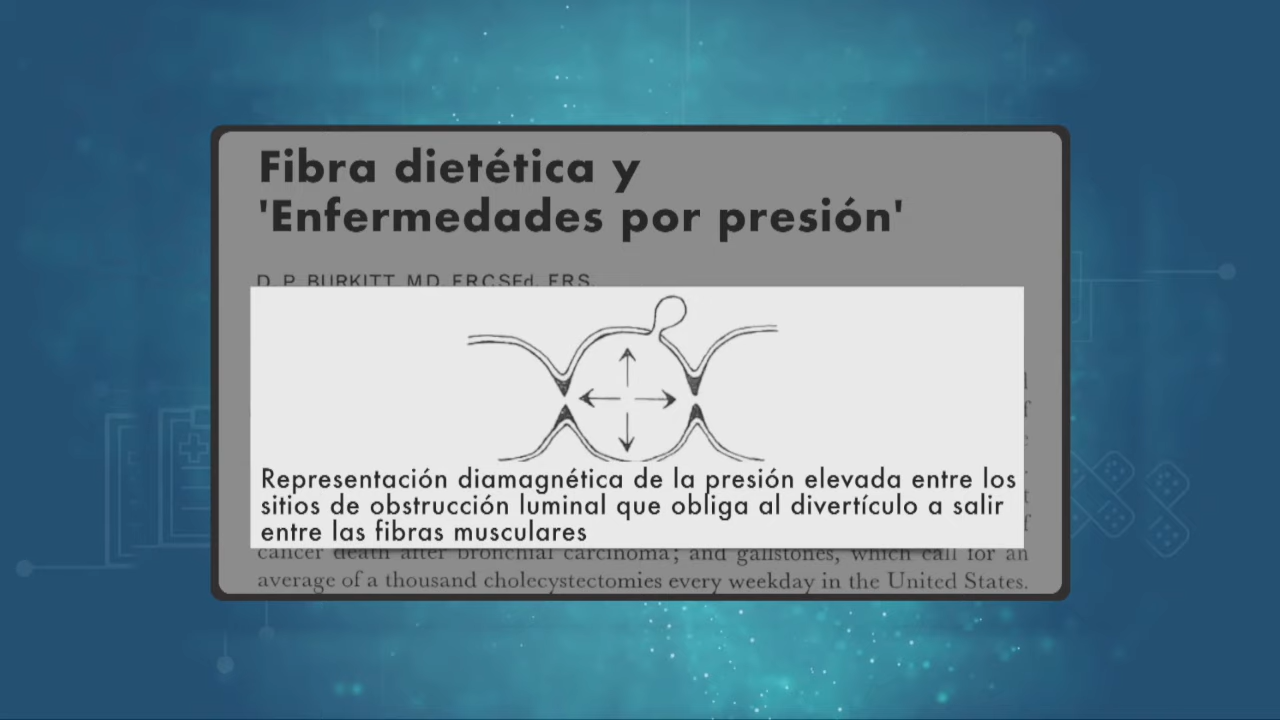 Fibra dietética y
'Enfermedades por presión'
D. P. BURKITT, MD, FRCSEd, FRS.
Representación diamagnética de la presión elevada entre los
sitios de obstrucción luminal que obliga al divertículo a salir
entre las fibras musculares
cancer death after bronchial carcinoma; and gallstones, which call for an
average of a thousand cholecystectomies every weekday in the United States.